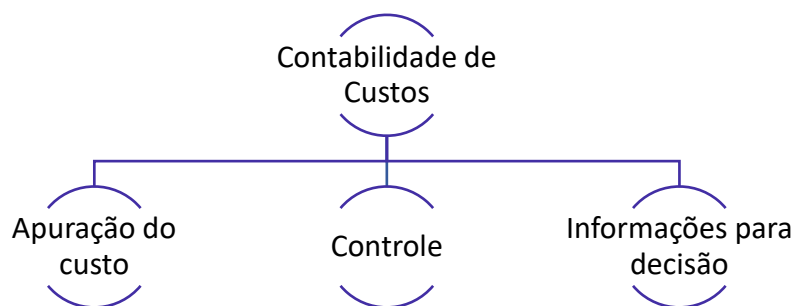 Contabilidade de
Custos
Apuração do
custo
Controle
Informações para
decisão